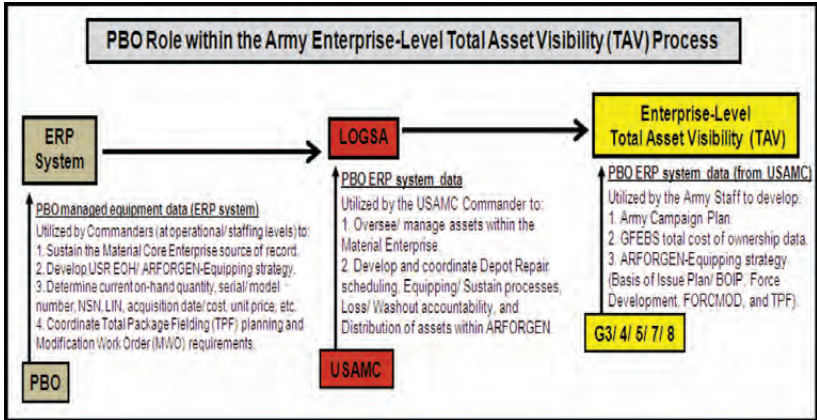 PBO Role within the Army Enterprise-Level Total Asset Visibility (TAV) Process
ERP
System
PBO managed equipment data (ERP system)
Utilized by Commanders (at operational/staffing levels) to:
1. Sustain the Material Core Enterprise source of record.
2. Develop USR EOH/ ARFORGEN-Equipping strategy.
3. Determine current on-hand quantity, serial/ model
number, NSN, LIN, acquisition date/ cost, unit price, etc.
4. Coordinate Total Package Fielding (TPF) planning and
Modification Work Order (MWO) requirements.
PBO
LOGSA
PBO ERP system data
Utilized by the USAMC Commander to:
1. Oversee/ manage assets within the
Material Enterprise.
2. Develop and coordinate Depot Repair
scheduling, Equipping/ Sustain processes,
Loss/ Washout accountability, and
Distribution of assets within ARFORGEN.
USAMC
Enterprise-Level
Total Asset Visibility (TAV)
PBO ERP system data (from USAMC)
Utilized by the Army Staff to develop:
1. Army Campaign Plan.
2. GFEBS total cost of ownership data.
3. ARFORGEN-Equipping strategy
(Basis of Issue Plan/ BOIP, Force
Development, FORCMOD, and TPF).
G3/ 4/ 5/ 7/ 8